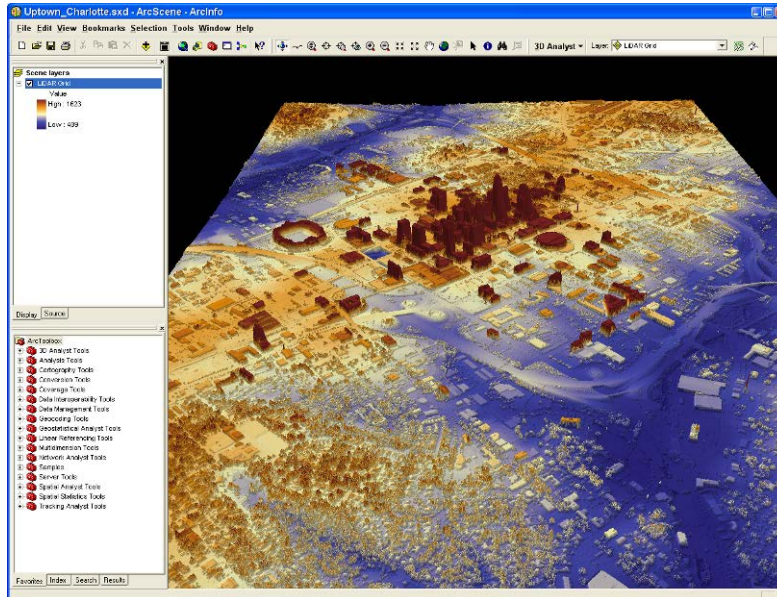 Uptown_Charlotte.sxd - ArcScene - ArcInfo
File Edit View Bookmarks Selection Tools Window Help
3D Analyst Layer: LIDAR Grid
Scene layers
LIDAR Grid
Value
High : 1623
Low : 499
Display Source
ArcToolbox
3D Analyst Tools
Analysis Tools
Cartography Tools
Conversion Tools
Coverage Tools
Data Interoperability Tools
Data Management Tools
Geocoding Tools
Geostatistical Analyst Tools
Linear Referencing Tools
Multidimension Tools
Network Analyst Tools
Samples
Server Tools
Spatial Analyst Tools
Spatial Statistics Tools
Tracking Analyst Tools
Favorites Index Search Results